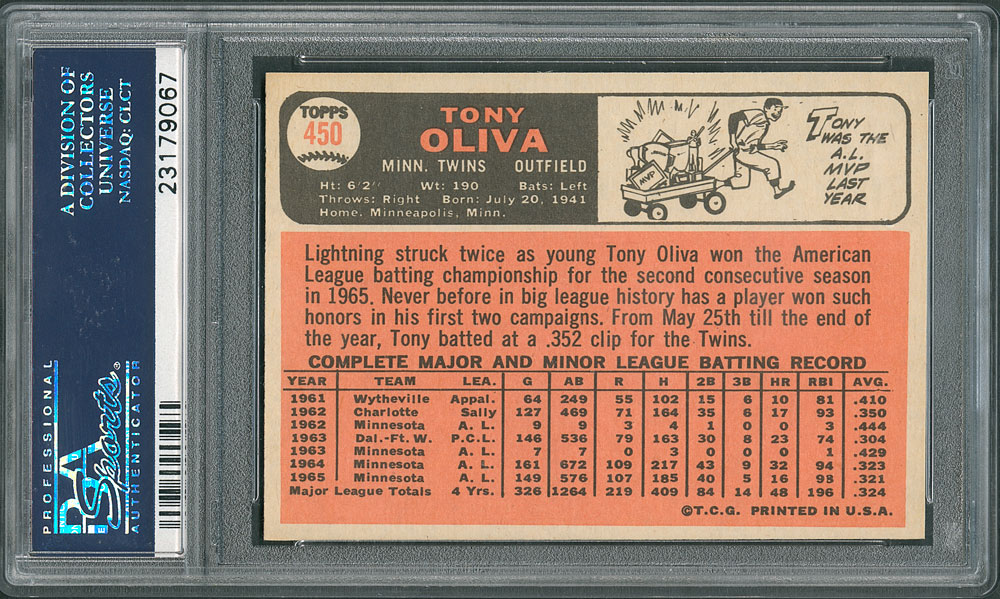 A DIVISION OF
COLLECTORS
UNIVERSE
NASDAQ: CLCT
23179067
PROFESSIONAL
PSA
Sports®
AUTHENTICATOR
TOPPS
450
TONY
OLIVA
MINN. TWINS OUTFIELD
Ht: 6'2" Wt: 190 Bats: Left
Throws: Right Born: July 20, 1941
Home. Minneapolis, Minn.
MVP
TONY
WAS THE
A.L.
MVP
LAST
YEAR
Lightning struck twice as young Tony Oliva won the American
League batting championship for the second consecutive season
in 1965. Never before in big league history has a player won such
honors in his first two campaigns. From May 25th till the end of
the year, Tony batted at a .352 clip for the Twins.
COMPLETE MAJOR AND MINOR LEAGUE BATTING RECORD
YEAR TEAM LEA. G AB R H 2B 3B HR RBI AVG.
1961 Wytheville Appal. 64 249 55 102 15 6 10 81 .410
1962 Charlotte Sally 127 469 71 164 35 6 17 93 .350
1962 Minnesota A. L. 9 9 3 4 1 0 0 3 .444
1963 Dal.-Ft. W. P.C.L. 146 536 79 163 30 8 23 74 .304
1963 Minnesota A. L. 7 7 0 3 0 0 0 1 .429
1964 Minnesota A. L. 161 672 109 217 43 9 32 94 .323
1965 Minnesota A. L. 149 576 107 185 40 5 16 98 .321
Major League Totals 4 Yrs. 326 1264 219 409 84 14 48 196 .324
©T.C.G. PRINTED IN U.S.A.